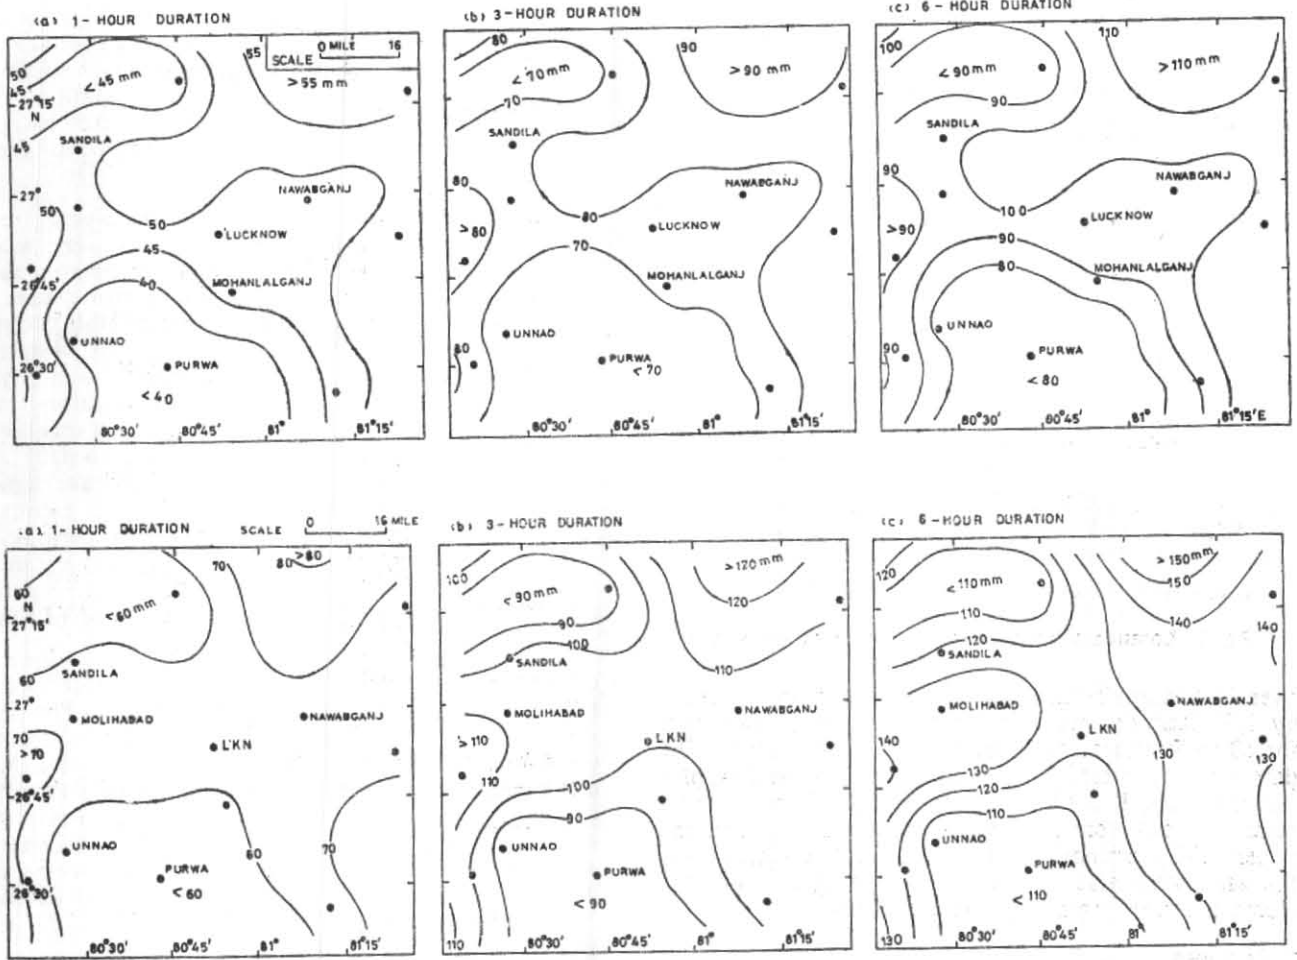 (a) 1-HOUR DURATION
(b) 3-HOUR DURATION
(c) 6-HOUR DURATION
0 MILE 16
SCALE
55
>55 mm
50
<45 mm
45
27°15'
N
SANDILA
45
27°
50
NAWABGANJ
50
LUCKNOW
45
26°45'
40
MOHANLALGANJ
UNNAO
26°30'
PURWA
<40
80°30' 80°45' 81° 81°15'
80
<70 mm
70
90
>90 mm
SANDILA
80
NAWABGANJ
80
>80
LUCKNOW
70
MOHANLALGANJ
UNNAO
80
PURWA
<70
80°30' 80°45' 81° 81°15'
100
<90 mm
90
110
>110 mm
SANDILA
90
NAWABGANJ
100
LUCKNOW
>90
90
80
MOHANLALGANJ
UNNAO
90
PURWA
<80
80°30' 80°45' 81° 81°15'E
(a) 1-HOUR DURATION
SCALE
0 16 MILE
(b) 3-HOUR DURATION
(c) 6-HOUR DURATION
70
80
>80
60
N
<60 mm
27°15'
SANDILA
60
27°
MOLIHABAD
NAWABGANJ
70
>70
LKN
26°45'
UNNAO
60
70
PURWA
26°30'
<60
80°30' 80°45' 81° 81°15'
100
<90 mm
90
100
>120 mm
120
110
SANDILA
MOLIHABAD
NAWABGANJ
>110
LKN
110
100
90
UNNAO
PURWA
<90
110
80°30' 80°45' 81° 81°15'
120
<110 mm
110
>150 mm
150
140
140
120
SANDILA
MOLIHABAD
NAWABGANJ
LKN
140
130
130
130
120
110
UNNAO
PURWA
<110
130
80°30' 80°45' 81° 81°15'